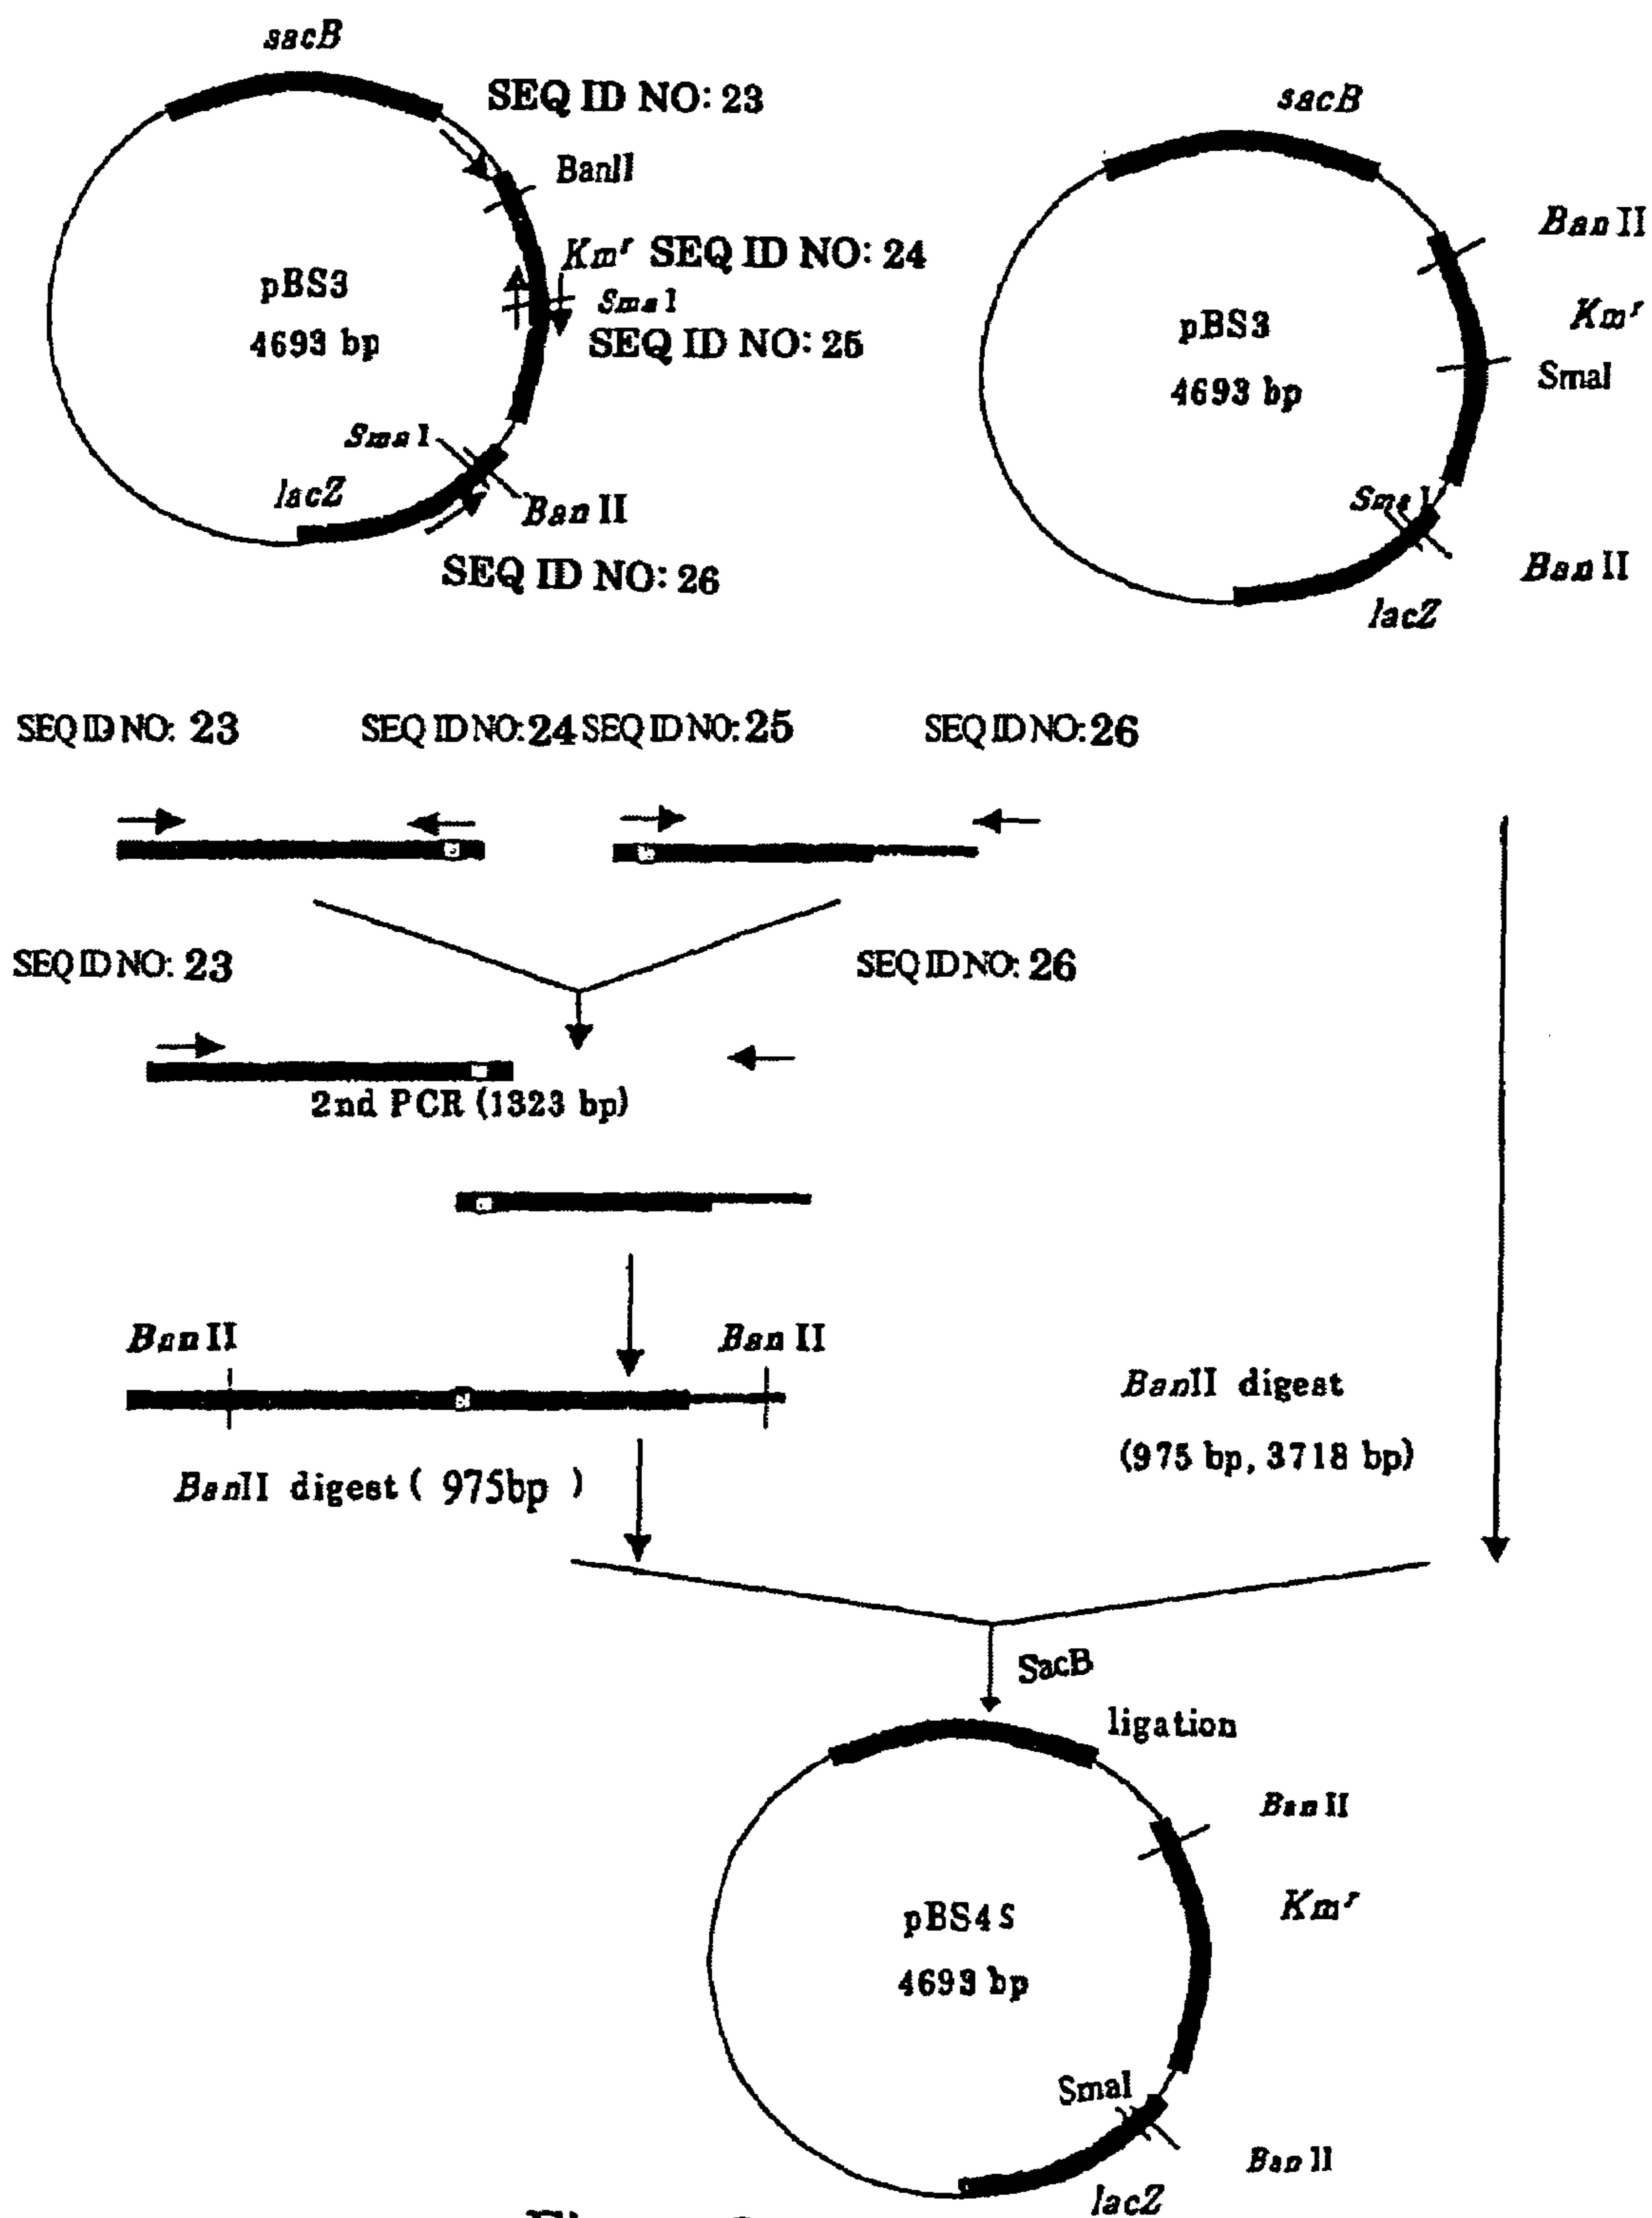 sacB
SEQ ID NO: 23
BanII
Kmr SEQ ID NO: 24
SmaI
SEQ ID NO: 25
pBS3
4693 bp
SmaI
lacZ
BanII
SEQ ID NO: 26
sacB
BanII
Kmr
SmaI
pBS3
4693 bp
SmaI
BanII
lacZ
SEQ ID NO: 23 SEQ ID NO: 24 SEQ ID NO: 25 SEQ ID NO: 26
SEQ ID NO: 23 SEQ ID NO: 26
2nd PCR (1323 bp)
BanII BanII
BanII digest
(975 bp, 3718 bp)
BanII digest ( 975bp )
SacB
ligation
BanII
Kmr
pBS4S
4693 bp
SmaI
BanII
lacZ